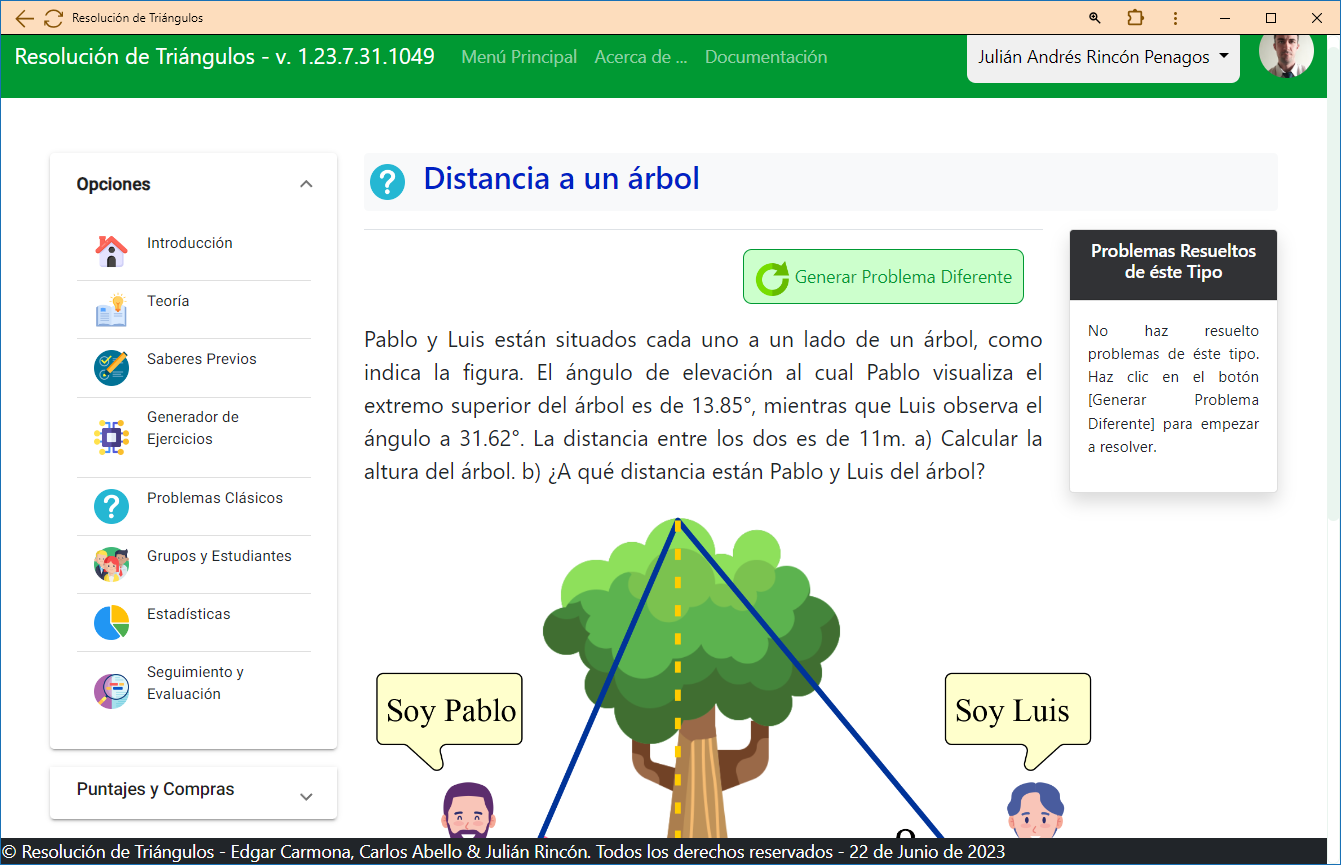 Resolución de Triángulos
Resolución de Triángulos - v. 1.23.7.31.1049
Menú Principal
Acerca de ...
Documentación
Julián Andrés Rincón Penagos
Opciones
Introducción
Teoría
Saberes Previos
Generador de
Ejercicios
Problemas Clásicos
Grupos y Estudiantes
Estadísticas
Seguimiento y
Evaluación
Puntajes y Compras
Distancia a un árbol
Generar Problema Diferente
Pablo y Luis están situados cada uno a un lado de un árbol, como
indica la figura. El ángulo de elevación al cual Pablo visualiza el
extremo superior del árbol es de 13.85°, mientras que Luis observa el
ángulo a 31.62°. La distancia entre los dos es de 11m. a) Calcular la
altura del árbol. b) ¿A qué distancia están Pablo y Luis del árbol?
Problemas Resueltos
de éste Tipo
No haz resuelto
problemas de éste tipo.
Haz clic en el botón
[Generar Problema
Diferente] para empezar
a resolver.
Soy Pablo
Soy Luis
© Resolución de Triángulos - Edgar Carmona, Carlos Abello & Julián Rincón. Todos los derechos reservados - 22 de Junio de 2023